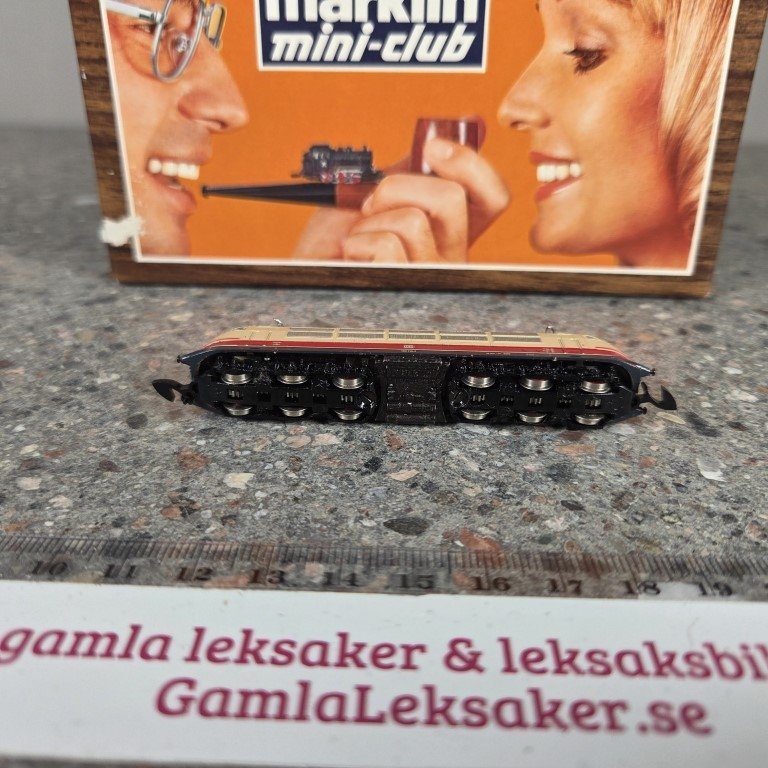 märklin
mini-club
10 11 12 13 14 15 16 17 18 19
gamla leksaker & leksaksbil
GamlaLeksaker.se